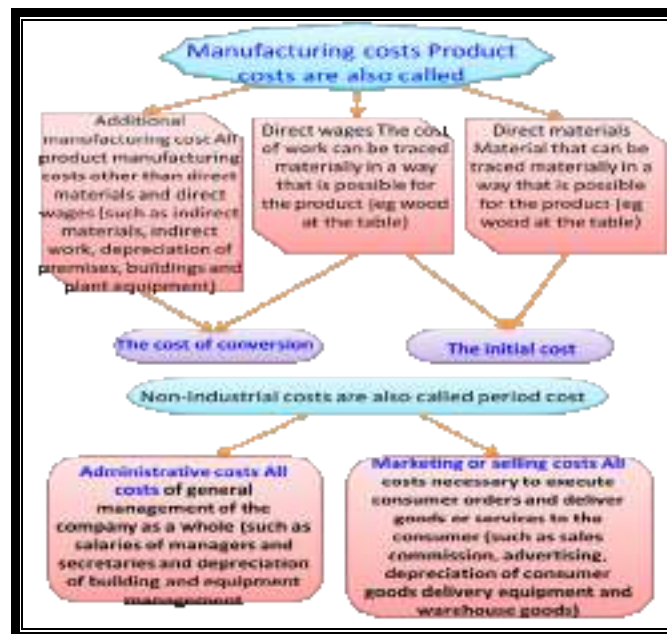 Manufacturing costs Product
costs are also called
Additional
manufacturing cost All
product manufacturing
costs other than direct
materials and direct
wages (such as indirect
materials, indirect
work, depreciation of
premises, buildings and
plant equipment)
Direct wages The cost
of work can be traced
materially in a way
that is possible for
the product (eg wood
at the table)
Direct materials
Material that can be
traced materially in a
way that is possible
for the product (eg
wood at the table)
The cost of conversion
The initial cost
Non-industrial costs are also called period cost
Administrative costs All
costs of general
management of the
company as a whole (such as
salaries of managers and
secretaries and depreciation
of building and equipment
management
Marketing or selling costs All
costs necessary to execute
consumer orders and deliver
goods or services to the
consumer (such as sales
commission, advertising,
depreciation of consumer
goods delivery equipment and
warehouse goods)